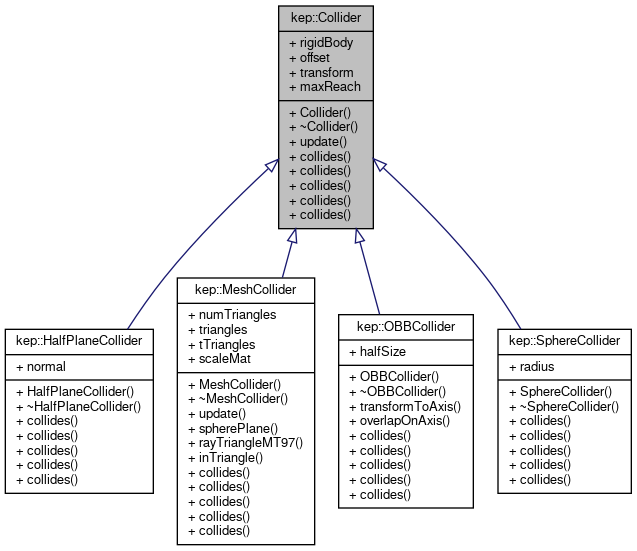 kep::Collider
+ rigidBody
+ offset
+ transform
+ maxReach
+ Collider()
+ ~Collider()
+ update()
+ collides()
+ collides()
+ collides()
+ collides()
+ collides()
kep::HalfPlaneCollider
+ normal
+ HalfPlaneCollider()
+ ~HalfPlaneCollider()
+ collides()
+ collides()
+ collides()
+ collides()
+ collides()
kep::MeshCollider
+ numTriangles
+ triangles
+ tTriangles
+ scaleMat
+ MeshCollider()
+ ~MeshCollider()
+ update()
+ spherePlane()
+ rayTriangleMT97()
+ inTriangle()
+ collides()
+ collides()
+ collides()
+ collides()
+ collides()
kep::OBBCollider
+ halfSize
+ OBBCollider()
+ ~OBBCollider()
+ transformToAxis()
+ overlapOnAxis()
+ collides()
+ collides()
+ collides()
+ collides()
+ collides()
kep::SphereCollider
+ radius
+ SphereCollider()
+ ~SphereCollider()
+ collides()
+ collides()
+ collides()
+ collides()
+ collides()